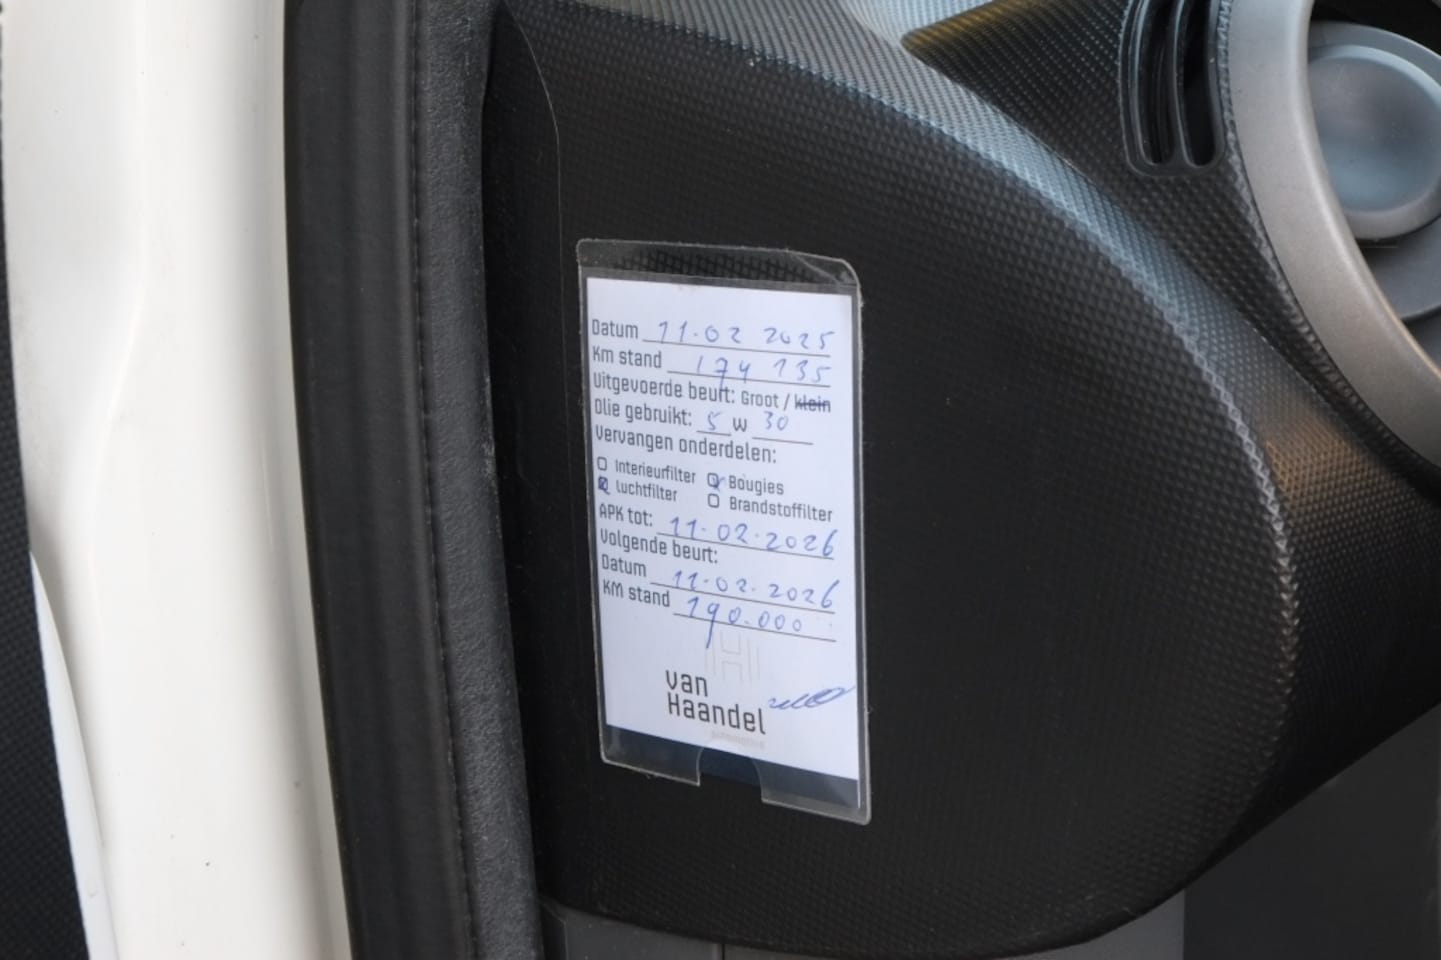 Datum 11-02 2025
Km stand 174 135
Uitgevoerde beurt: Groot / klein
Olie gebruikt: 5 w 30
Vervangen onderdelen:
Interieurfilter Bougies
luchtfilter Brandstoffilter
APK tot: 11-02-2026
Volgende beurt:
Datum 11-02-2026
KM stand 190.000
van
Haandel
AUTOMOTIVE